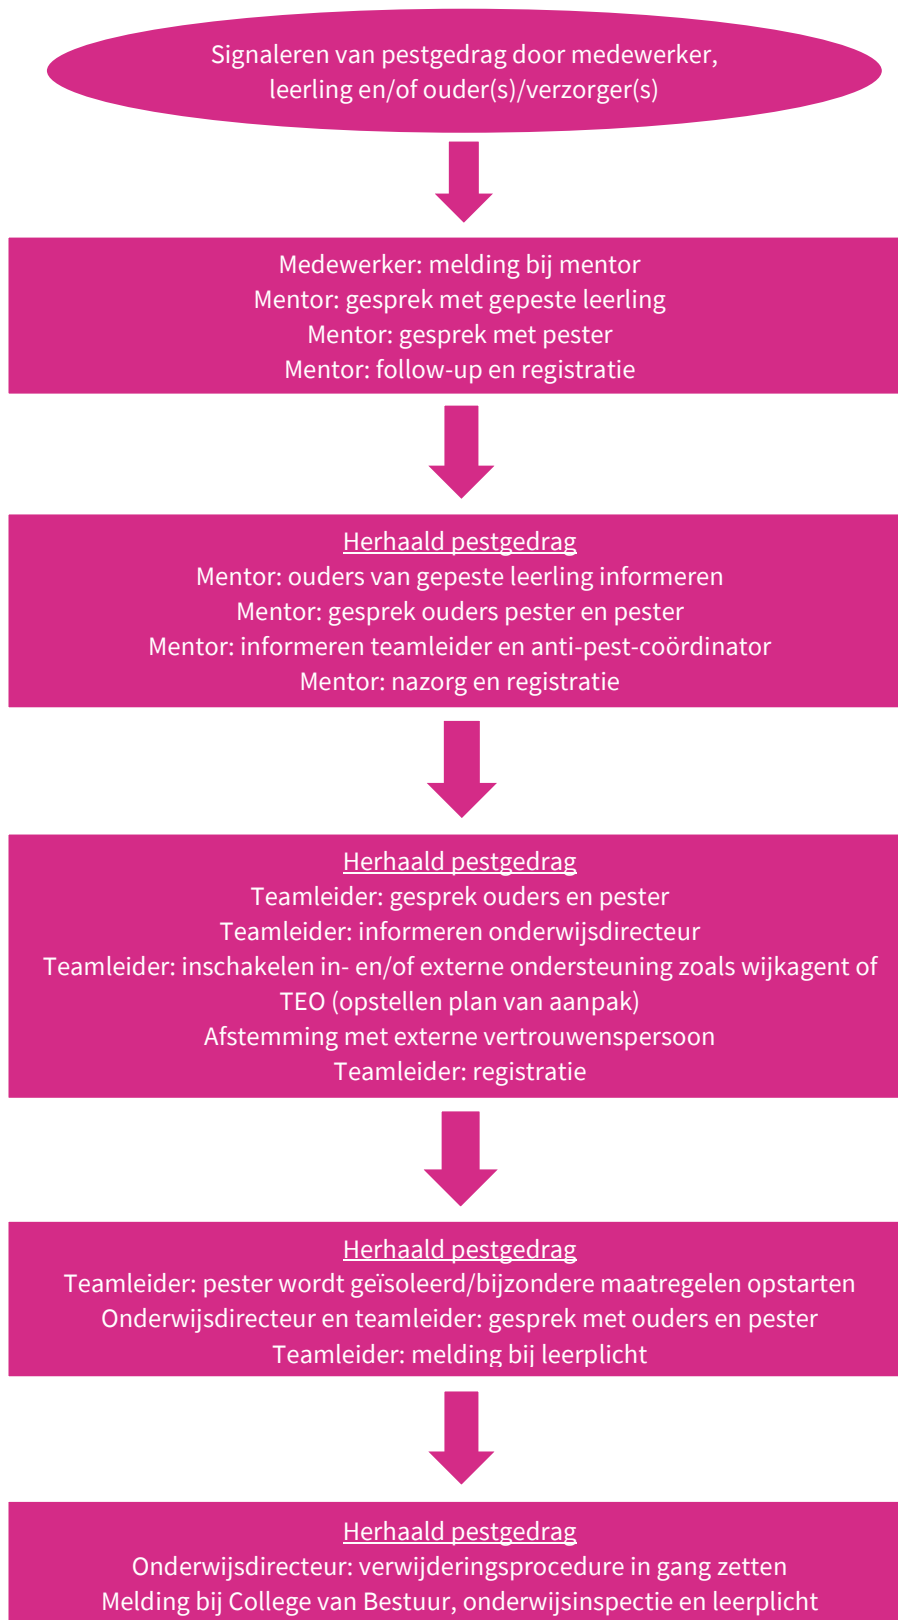 Signaleren van pestgedrag door medewerker,
leerling en/of ouder(s)/verzorger(s)
Medewerker: melding bij mentor
Mentor: gesprek met gepeste leerling
Mentor: gesprek met pester
Mentor: follow-up en registratie
Herhaald pestgedrag
Mentor: ouders van gepeste leerling informeren
Mentor: gesprek ouders pester en pester
Mentor: informeren teamleider en anti-pest-coördinator
Mentor: nazorg en registratie
Herhaald pestgedrag
Teamleider: gesprek ouders en pester
Teamleider: informeren onderwijsdirecteur
Teamleider: inschakelen in- en/of externe ondersteuning zoals wijkagent of
TEO (opstellen plan van aanpak)
Afstemming met externe vertrouwenspersoon
Teamleider: registratie
Herhaald pestgedrag
Teamleider: pester wordt geïsoleerd/bijzondere maatregelen opstarten
Onderwijsdirecteur en teamleider: gesprek met ouders en pester
Teamleider: melding bij leerplicht
Herhaald pestgedrag
Onderwijsdirecteur: verwijderingsprocedure in gang zetten
Melding bij College van Bestuur, onderwijsinspectie en leerplicht